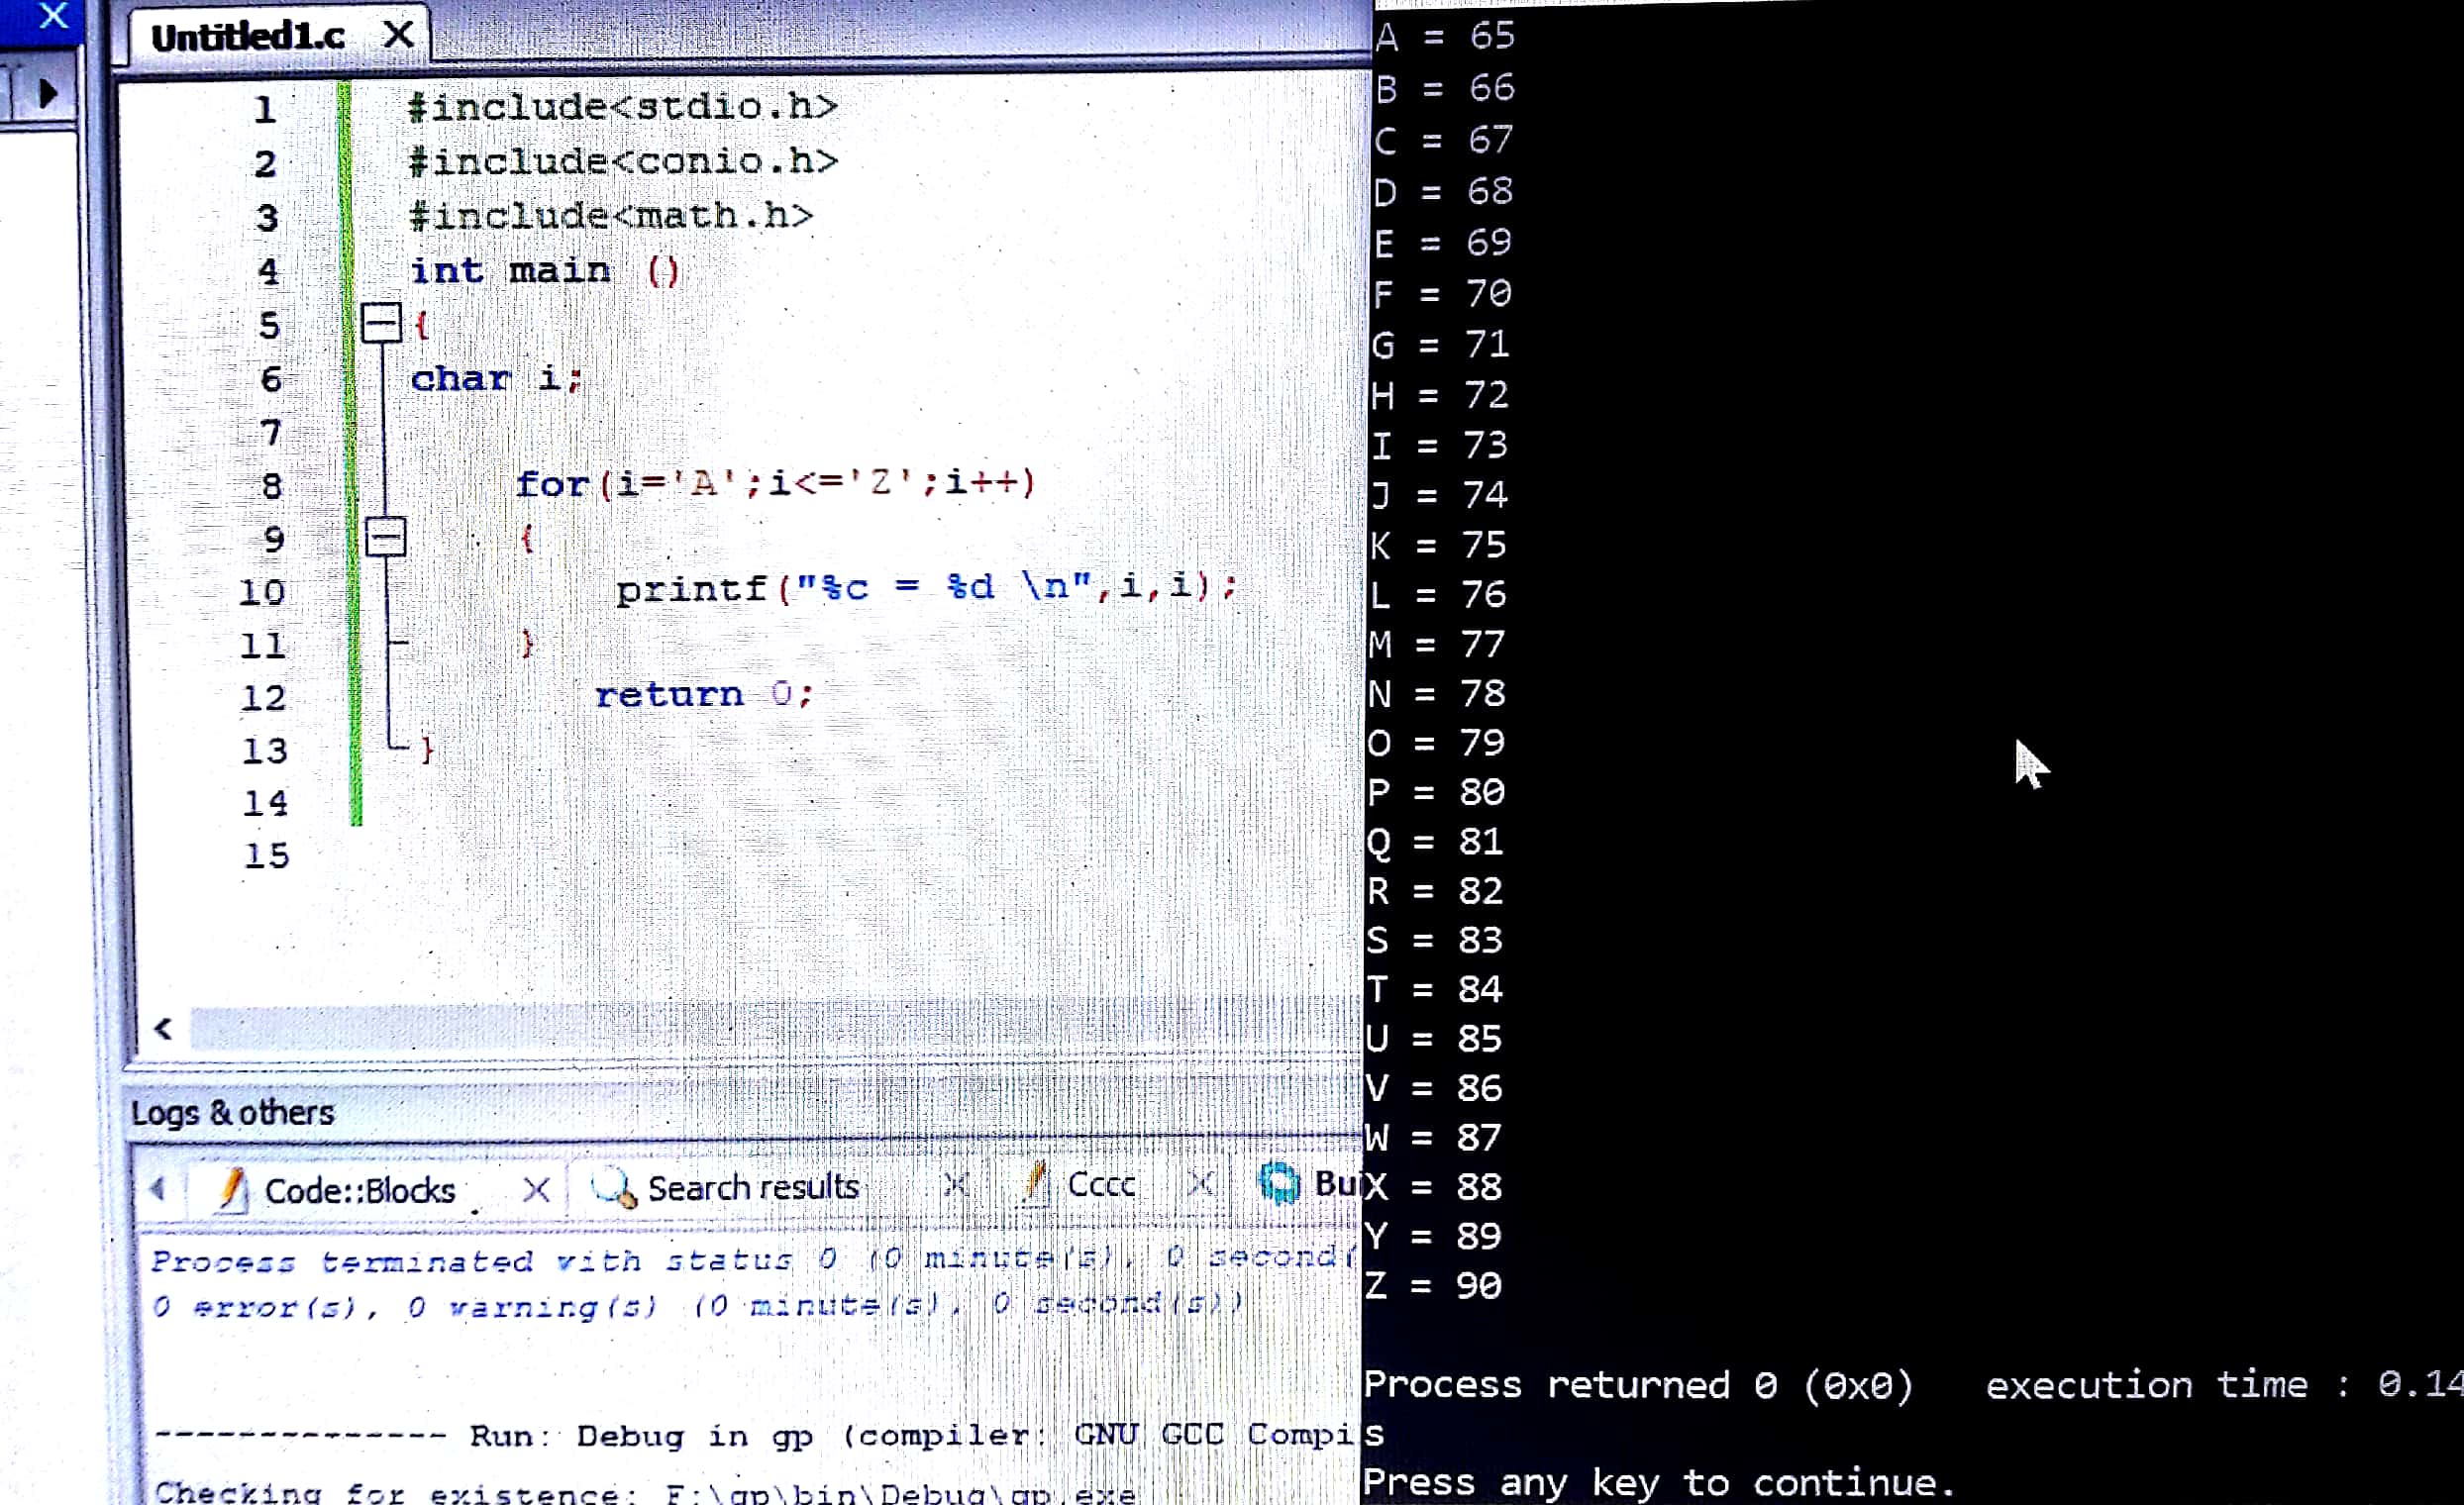 Untitled1.c
1 #include<stdio.h>
2 #include<conio.h>
3 #include<math.h>
4 int main ()
5 {
6 char i;
7
8 for(i='A';i<='Z';i++)
9 {
10 printf("%c = %d \n",i,i);
11 }
12 return 0;
13 }
14
15
Logs & others
Code::Blocks Search results Cccc Bui
Process terminated with status 0 (0 minute(s), 0 second(
0 error(s), 0 warning(s) (0 minute(s), 0 second(s))
-------------- Run: Debug in gp (compiler: GNU GCC Compi
Checking for existence: F:\gp\bin\Debug\gp.exe
A = 65
B = 66
C = 67
D = 68
E = 69
F = 70
G = 71
H = 72
I = 73
J = 74
K = 75
L = 76
M = 77
N = 78
O = 79
P = 80
Q = 81
R = 82
S = 83
T = 84
U = 85
V = 86
W = 87
X = 88
Y = 89
Z = 90
Process returned 0 (0x0) execution time : 0.14
s
Press any key to continue.